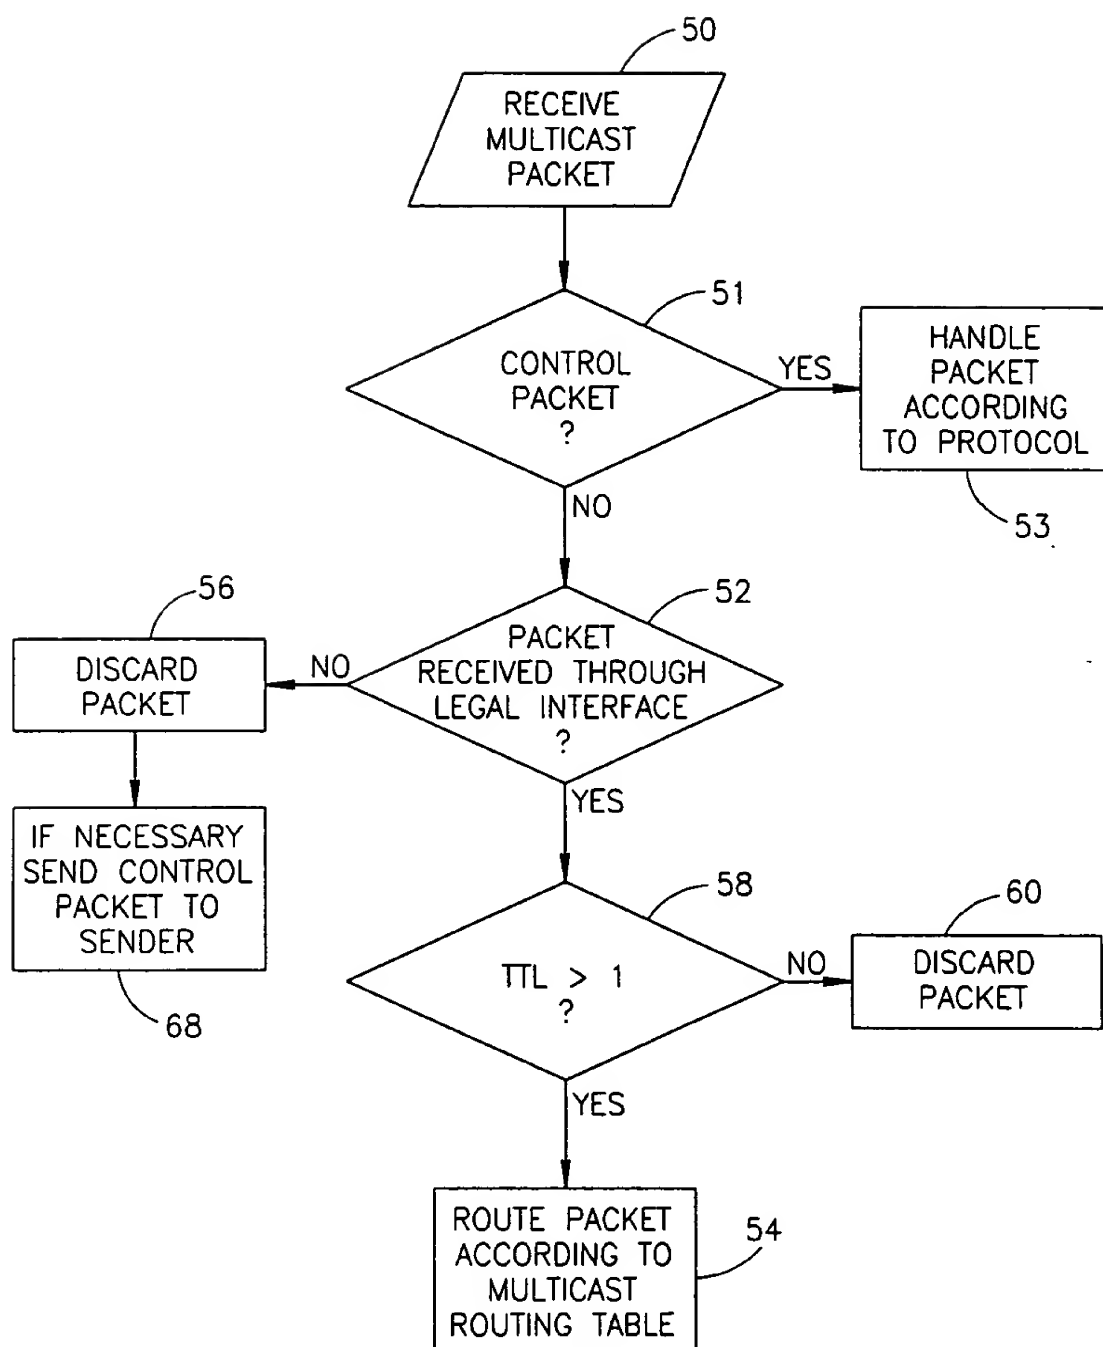 50
RECEIVE
MULTICAST
PACKET
51
CONTROL
PACKET
?
YES
HANDLE
PACKET
ACCORDING
TO PROTOCOL
53
NO
52
PACKET
RECEIVED THROUGH
LEGAL INTERFACE
?
NO
56
DISCARD
PACKET
IF NECESSARY
SEND CONTROL
PACKET TO
SENDER
68
YES
58
TTL > 1
?
NO
60
DISCARD
PACKET
YES
ROUTE PACKET
ACCORDING TO
MULTICAST
ROUTING TABLE
54